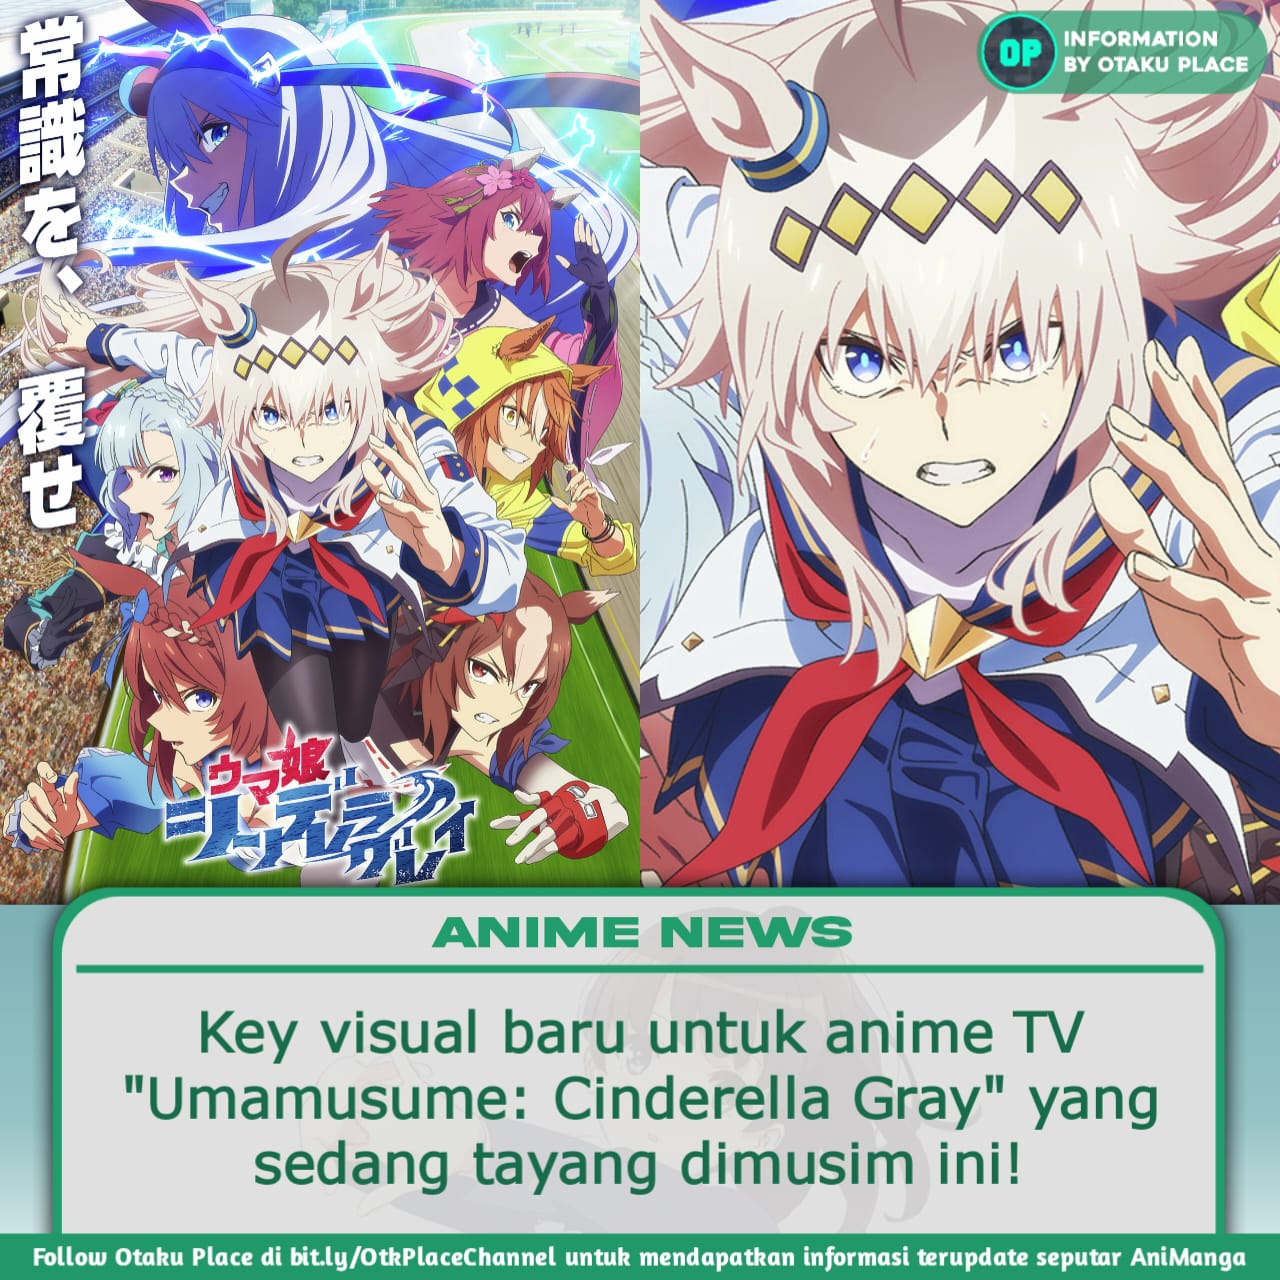 常識を、覆せ
OP
INFORMATION
BY OTAKU PLACE
ウマ娘
シンデレラ
グレイ
ANIME NEWS
Key visual baru untuk anime TV
"Umamusume: Cinderella Gray" yang
sedang tayang dimusim ini!
Follow Otaku Place di bit.ly/OtkPlaceChannel untuk mendapatkan informasi terupdate seputar AniManga